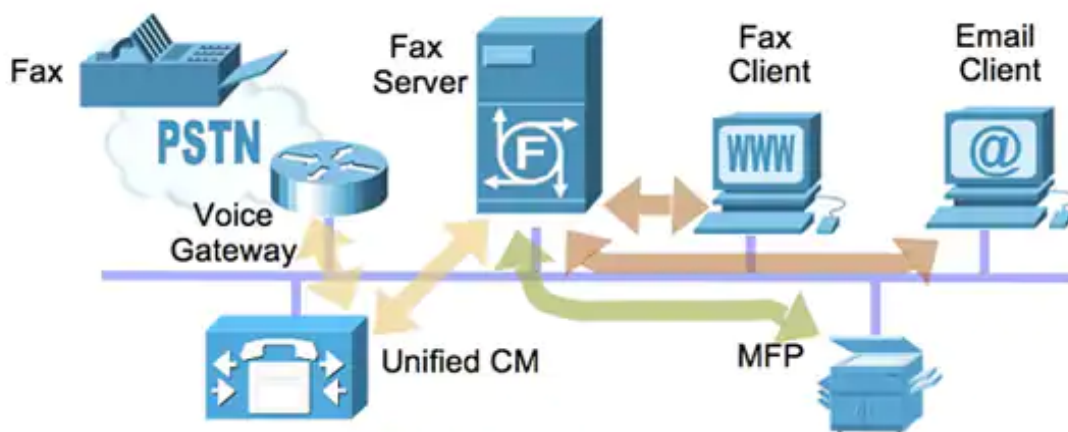 Fax
PSTN
Voice
Gateway
Fax
Server
F
Fax
Client
WWW
Email
Client
@
Unified CM
MFP